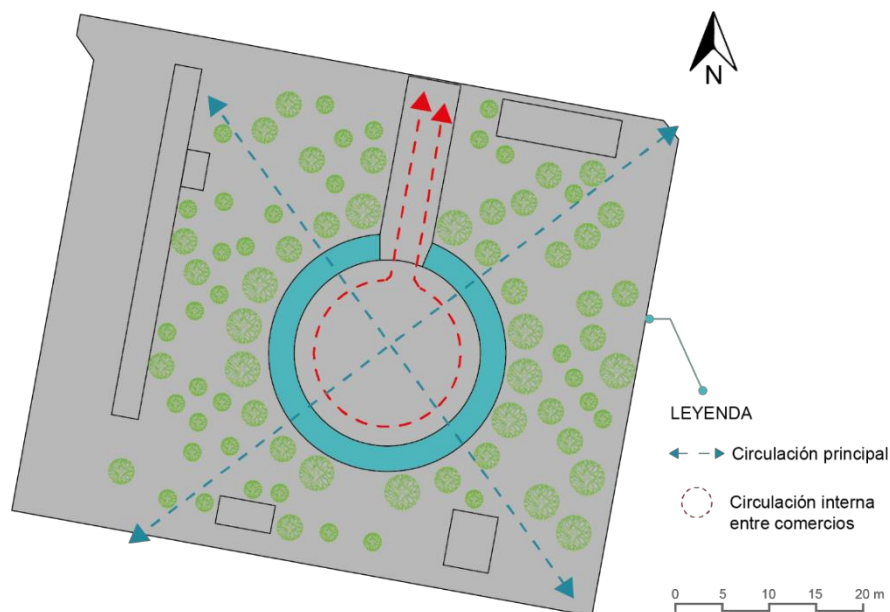 N
LEYENDA
Circulación principal
Circulación interna
entre comercios
0 5 10 15 20 m